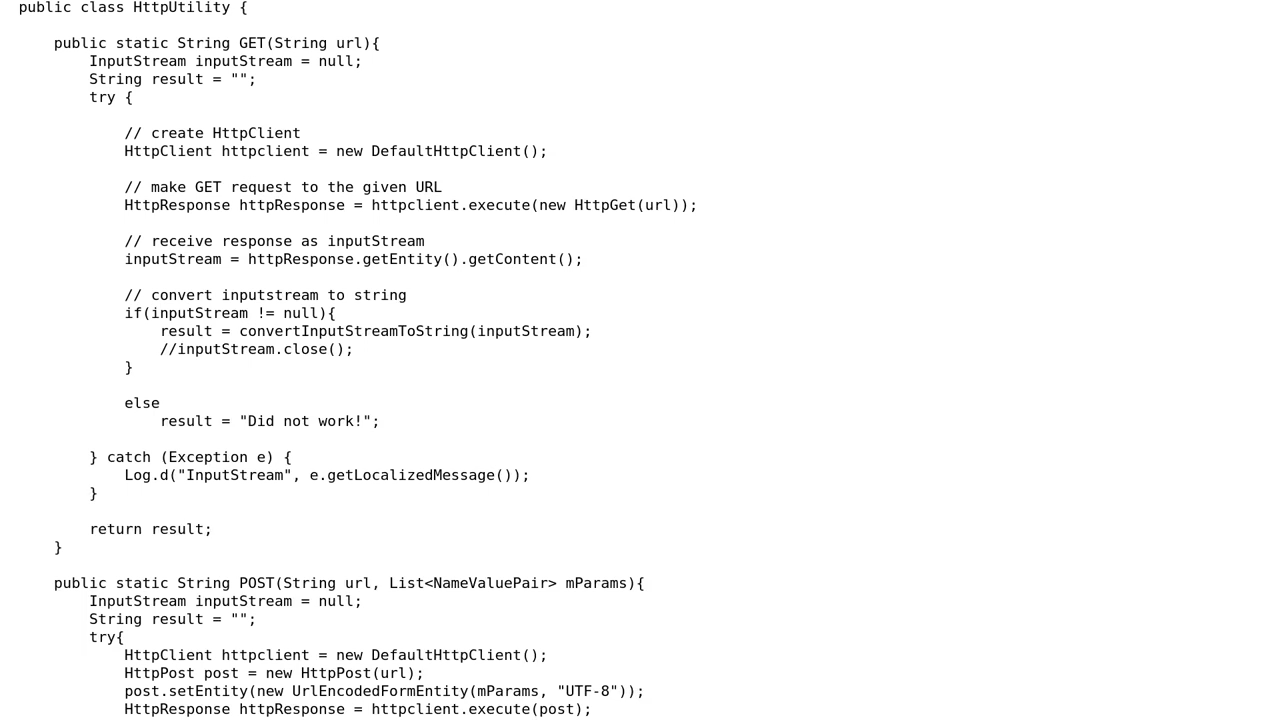 public class HttpUtility {
public static String GET(String url){
InputStream inputStream = null;
String result = "";
try {
// create HttpClient
HttpClient httpclient = new DefaultHttpClient();
// make GET request to the given URL
HttpResponse httpResponse = httpclient.execute(new HttpGet(url));
// receive response as inputStream
inputStream = httpResponse.getEntity().getContent();
// convert inputstream to string
if(inputStream != null){
result = convertInputStreamToString(inputStream);
//inputStream.close();
}
else
result = "Did not work!";
} catch (Exception e) {
Log.d("InputStream", e.getLocalizedMessage());
}
return result;
}
public static String POST(String url, List<NameValuePair> mParams){
InputStream inputStream = null;
String result = "";
try{
HttpClient httpclient = new DefaultHttpClient();
HttpPost post = new HttpPost(url);
post.setEntity(new UrlEncodedFormEntity(mParams, "UTF-8"));
HttpResponse httpResponse = httpclient.execute(post);